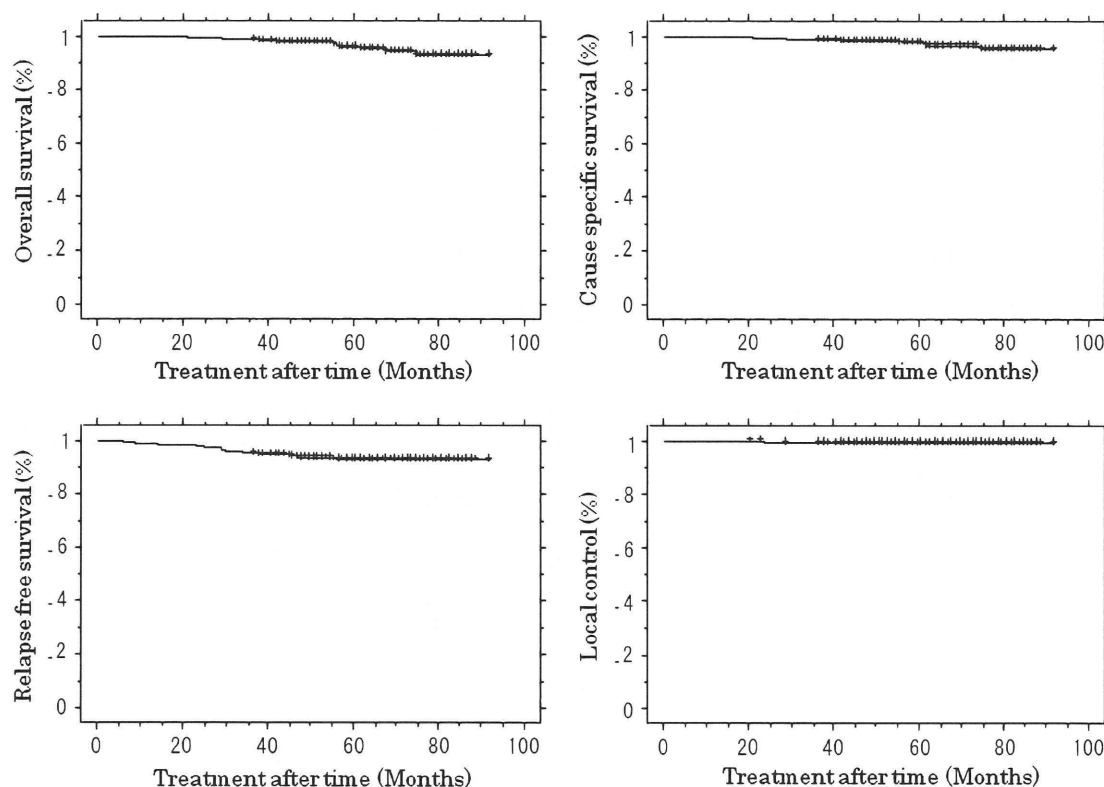 Overall survival (%)
1
.8
.6
.4
.2
0
0 20 40 60 80 100
Treatment after time (Months)
Cause specific survival (%)
1
.8
.6
.4
.2
0
0 20 40 60 80 100
Treatment after time (Months)
Relapse free survival (%)
1
.8
.6
.4
.2
0
0 20 40 60 80 100
Treatment after time (Months)
Local control (%)
1
.8
.6
.4
.2
0
0 20 40 60 80 100
Treatment after time (Months)